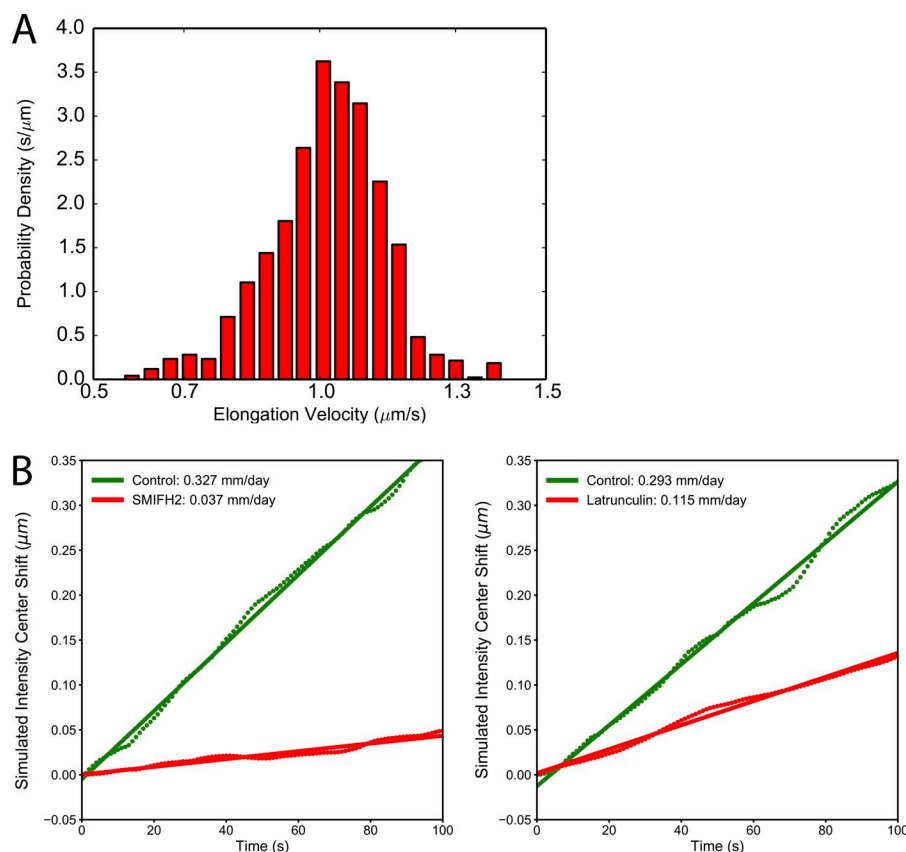 A
4.0
3.5
3.0
2.5
2.0
1.5
1.0
0.5
0.0
Probability Density (s/μm)
0.5 0.7 1.0 1.3 1.5
Elongation Velocity (μm/s)
B
0.35
0.30
0.25
0.20
0.15
0.10
0.05
0.00
−0.05
Simulated Intensity Center Shift (μm)
Control: 0.327 mm/day
SMIFH2: 0.037 mm/day
0 20 40 60 80 100
Time (s)
0.35
0.30
0.25
0.20
0.15
0.10
0.05
0.00
−0.05
Simulated Intensity Center Shift (μm)
Control: 0.293 mm/day
Latrunculin: 0.115 mm/day
0 20 40 60 80 100
Time (s)